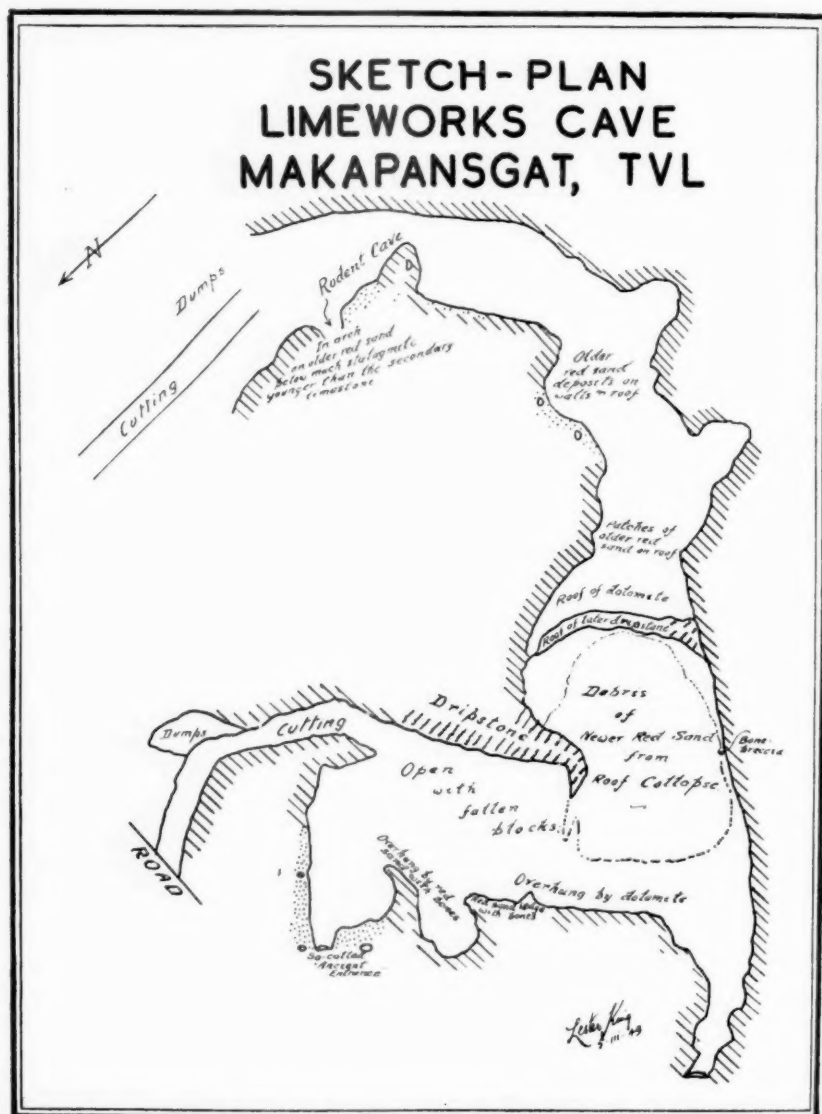 SKETCH-PLAN
LIMEWORKS CAVE
MAKAPANSGAT, TVL
N
Dumps
Cutting
Rodent Cave
In arch
on older red sand
below much stalagmitic
younger than the secondary
limestone
Older
red sand
deposits on
walls & roof
Patches of
older red
sand on roof
Roof of dolomite
Roof of later dripstone
Debris
of
Newer Red Sand
from
Roof Collapse
Bone-
breccia
Dripstone
Dumps
Cutting
ROAD
Open
with
fallen
blocks
Overhung by red
sand with bones
Red sand
with bones
Overhung by dolomite
So-called
Ancient
Entrance
Lester King
5.III.49